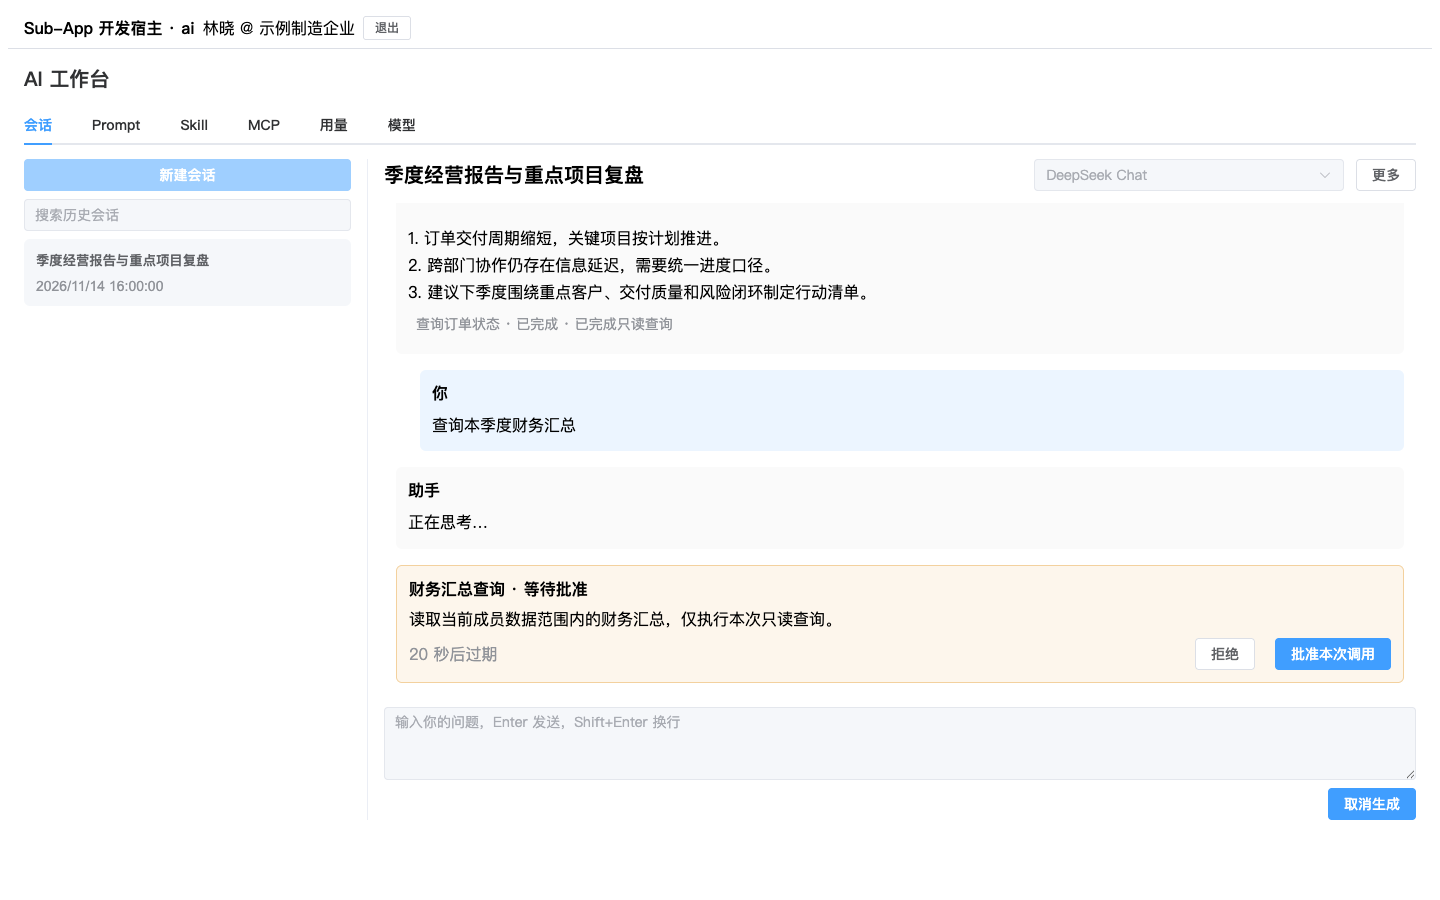 Sub-App 开发宿主 · ai 林晓 @ 示例制造企业 退出
AI 工作台
会话 Prompt Skill MCP 用量 模型
新建会话
搜索历史会话
季度经营报告与重点项目复盘
2026/11/14 16:00:00
季度经营报告与重点项目复盘
DeepSeek Chat
更多
1. 订单交付周期缩短，关键项目按计划推进。
2. 跨部门协作仍存在信息延迟，需要统一进度口径。
3. 建议下季度围绕重点客户、交付质量和风险闭环制定行动清单。
查询订单状态 · 已完成 · 已完成只读查询
你
查询本季度财务汇总
助手
正在思考…
财务汇总查询 · 等待批准
读取当前成员数据范围内的财务汇总，仅执行本次只读查询。
20 秒后过期
拒绝
批准本次调用
输入你的问题，Enter 发送，Shift+Enter 换行
取消生成